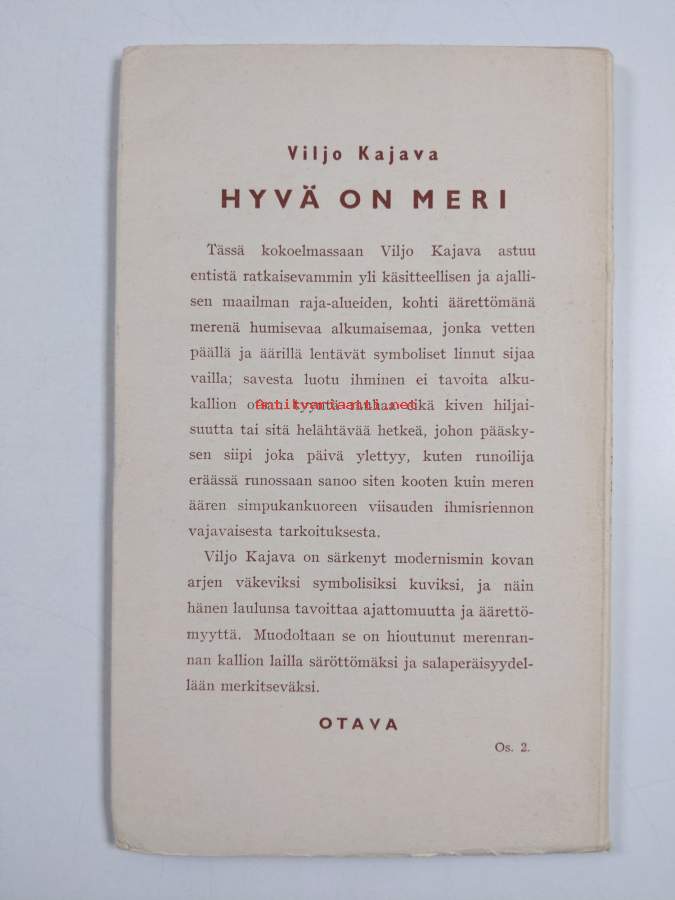 Viljo Kajava
HYVÄ ON MERI
Tässä kokoelmassaan Viljo Kajava astuu
entistä ratkaisevammin yli käsitteellisen ja ajalli-
sen maailman raja-alueiden, kohti äärettömänä
merenä humisevaa alkumaisemaa, jonka vetten
päällä ja äärillä lentävät symboliset linnut sijaa
vailla; savesta luotu ihminen ei tavoita alku-
kallion eikä kiven hiljai-
Antikvariaatti.net
suutta tai sitä helähtävää hetkeä, johon pääsky-
sen siipi joka päivä ylettyy, kuten runoilija
eräässä runossaan sanoo siten kooten kuin meren
äären simpukankuoreen viisauden ihmisriennon
vajavaisesta tarkoituksesta.
Viljo Kajava on särkenyt modernismin kovan
arjen väkeviksi symbolisiksi kuviksi, ja näin
hänen laulunsa tavoittaa ajattomuutta ja äärettö-
myyttä. Muodoltaan se on hioutunut merenran-
nan kallion lailla säröttömäksi ja salaperäisyydel-
lään merkitseväksi.
OTAVA
Os. 2.